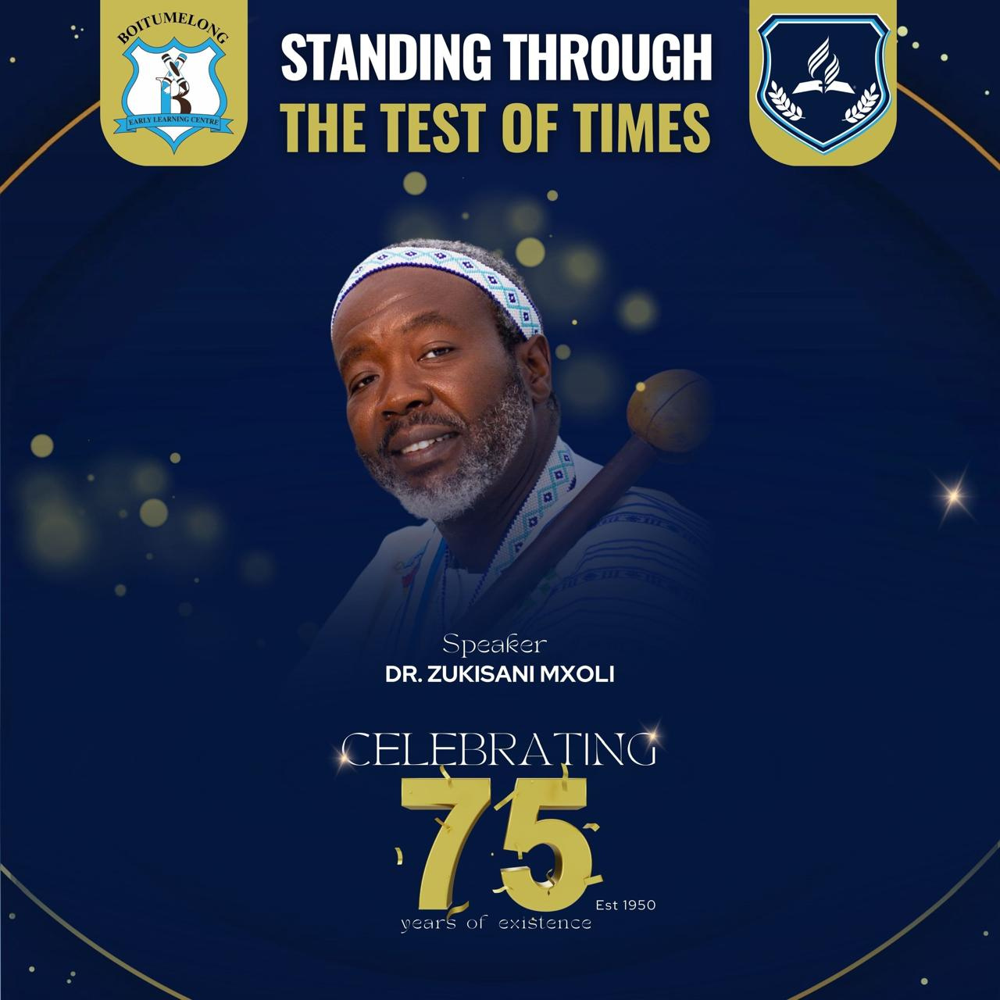 BOITUMELONG
EARLY LEARNING CENTRE
STANDING THROUGH
THE TEST OF TIMES
Speaker
DR. ZUKISANI MXOLI
CELEBRATING
75
Est 1950
years of existence